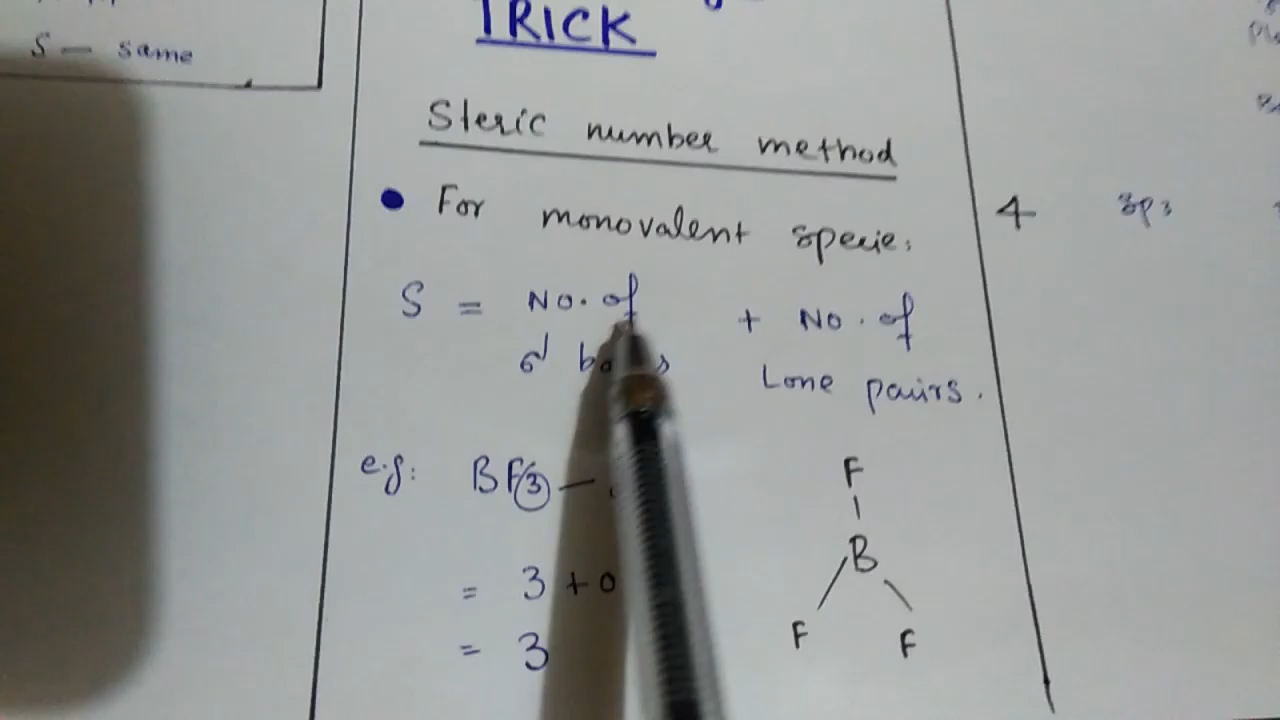 S — same
TRICK
Steric number method
• For monovalent specie.
S = No. of + No. of
σ Lone pairs.
e.g: BF3 —
= 3 + 0
= 3
F
B
F F
4 sp3